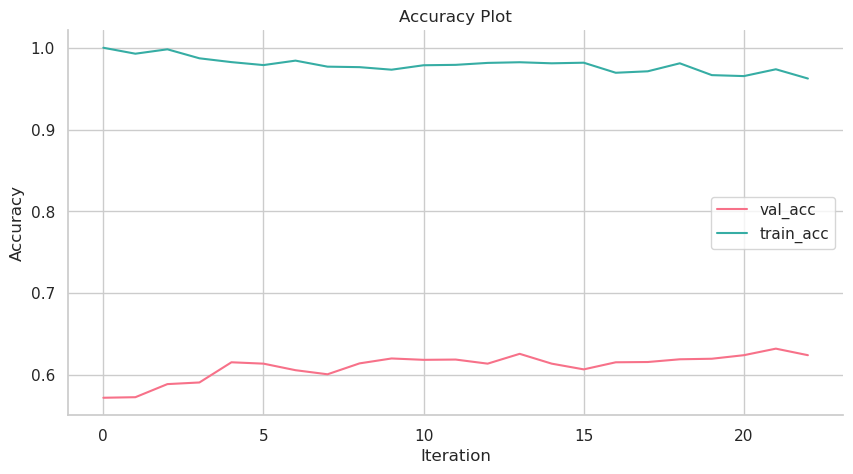 Accuracy Plot
1.0
0.9
0.8
0.7
0.6
Accuracy
val_acc
train_acc
0 5 10 15 20
Iteration